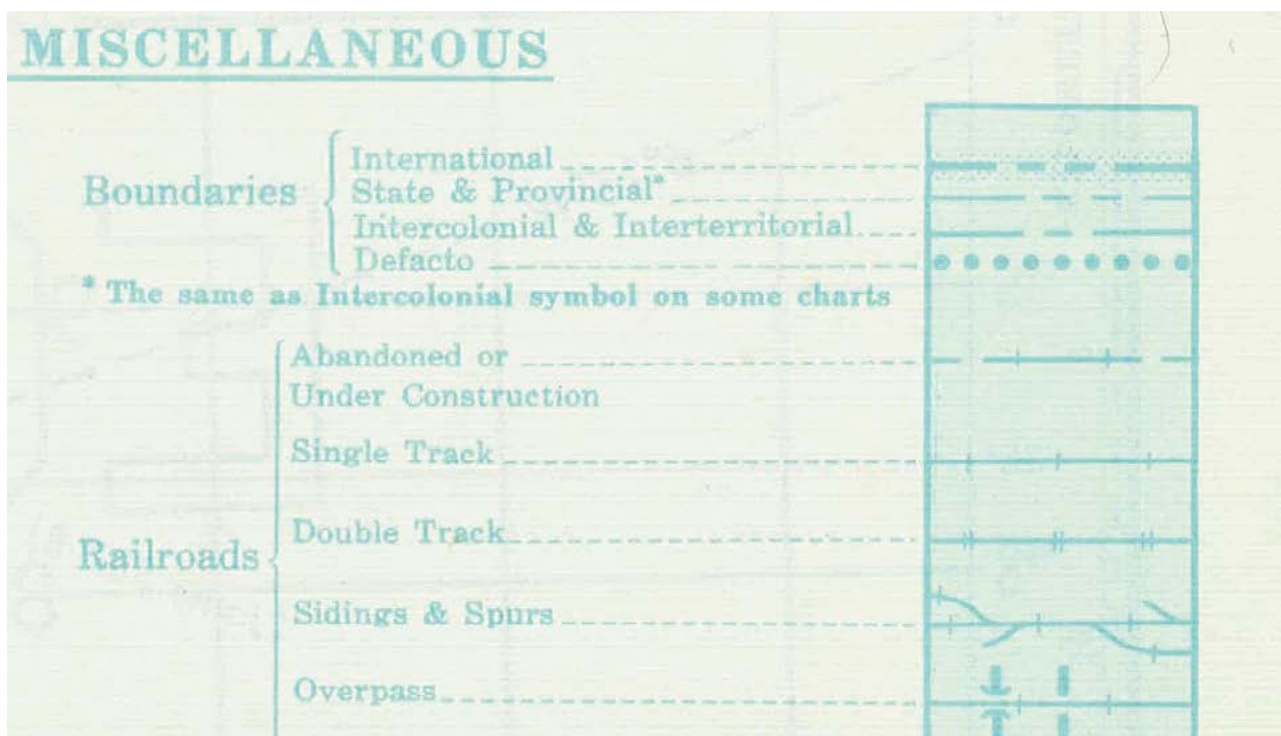 MISCELLANEOUS
Boundaries
International
State & Provincial*
Intercolonial & Interterritorial
Defacto
* The same as Intercolonial symbol on some charts
Railroads
Abandoned or
Under Construction
Single Track
Double Track
Sidings & Spurs
Overpass